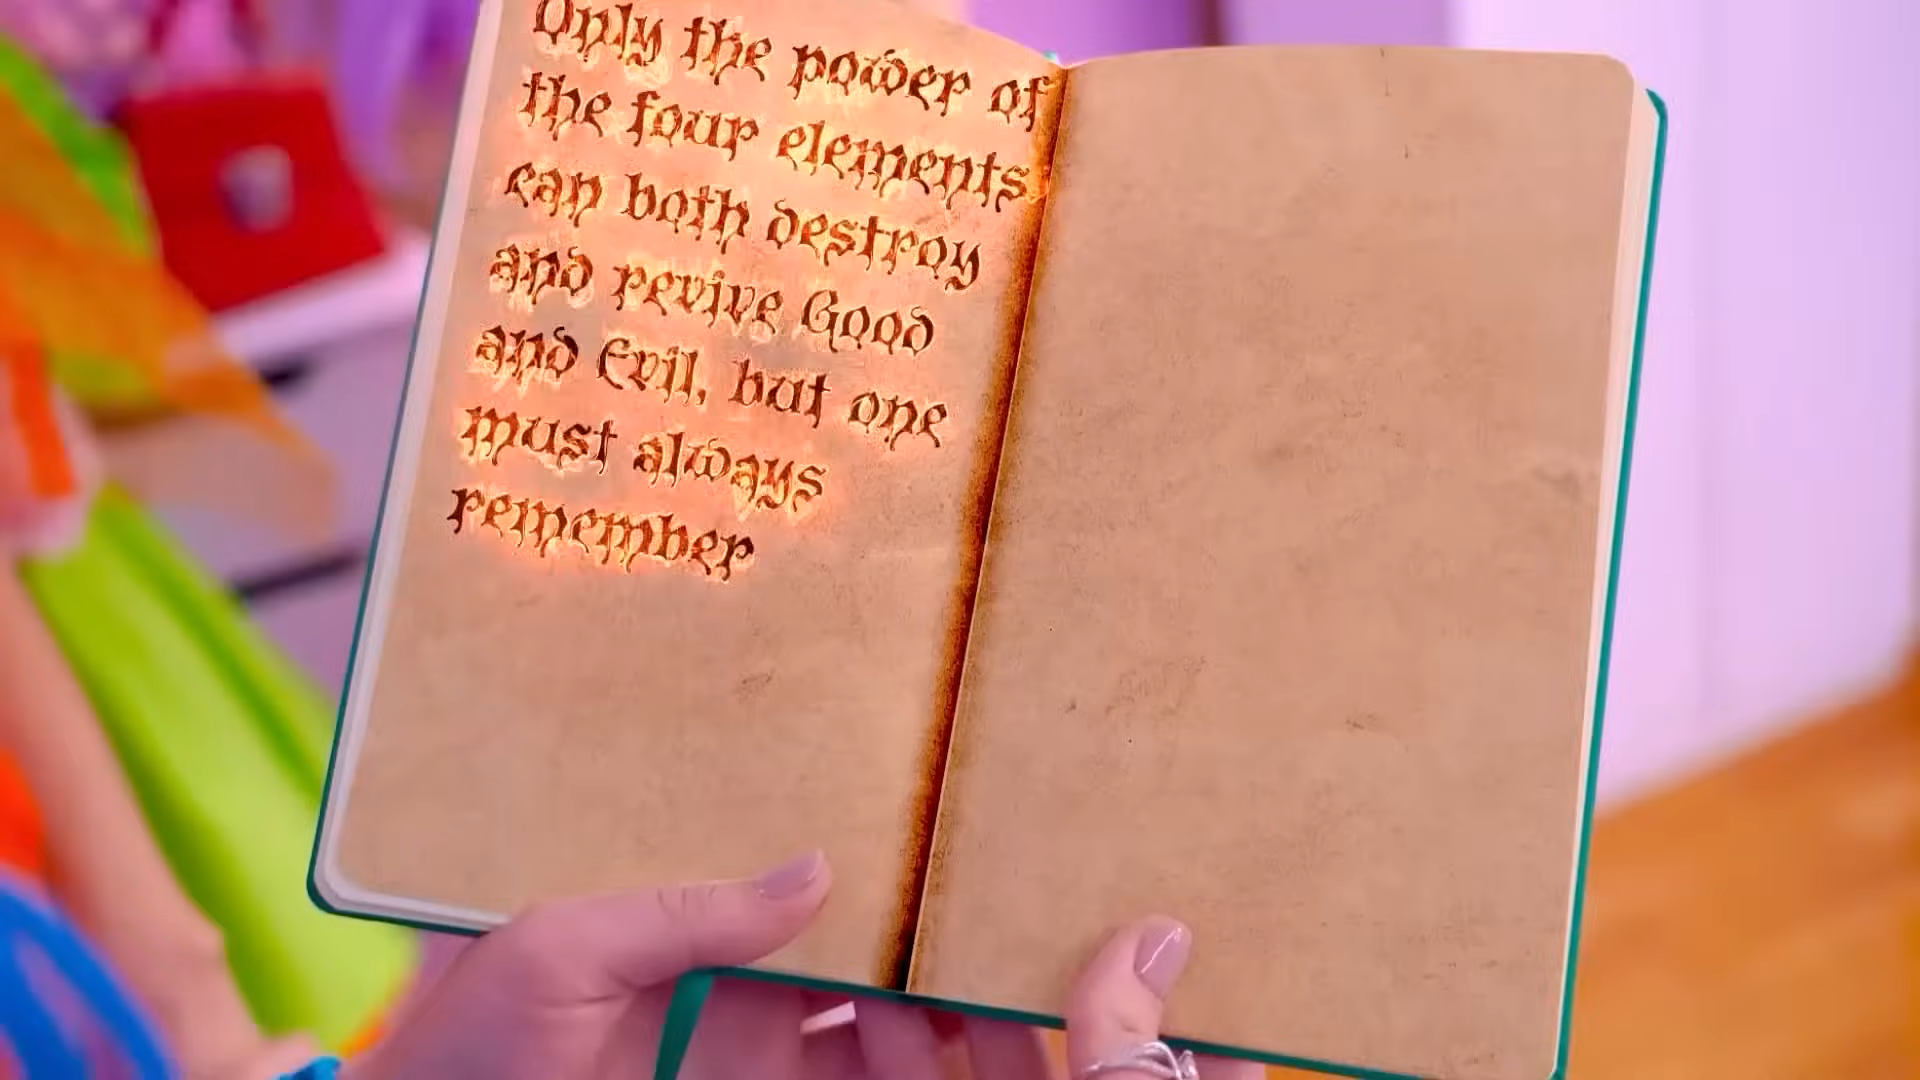 Only the power of
the four elements
can both destroy
and revive Good
and Evil, but one
must always
remember